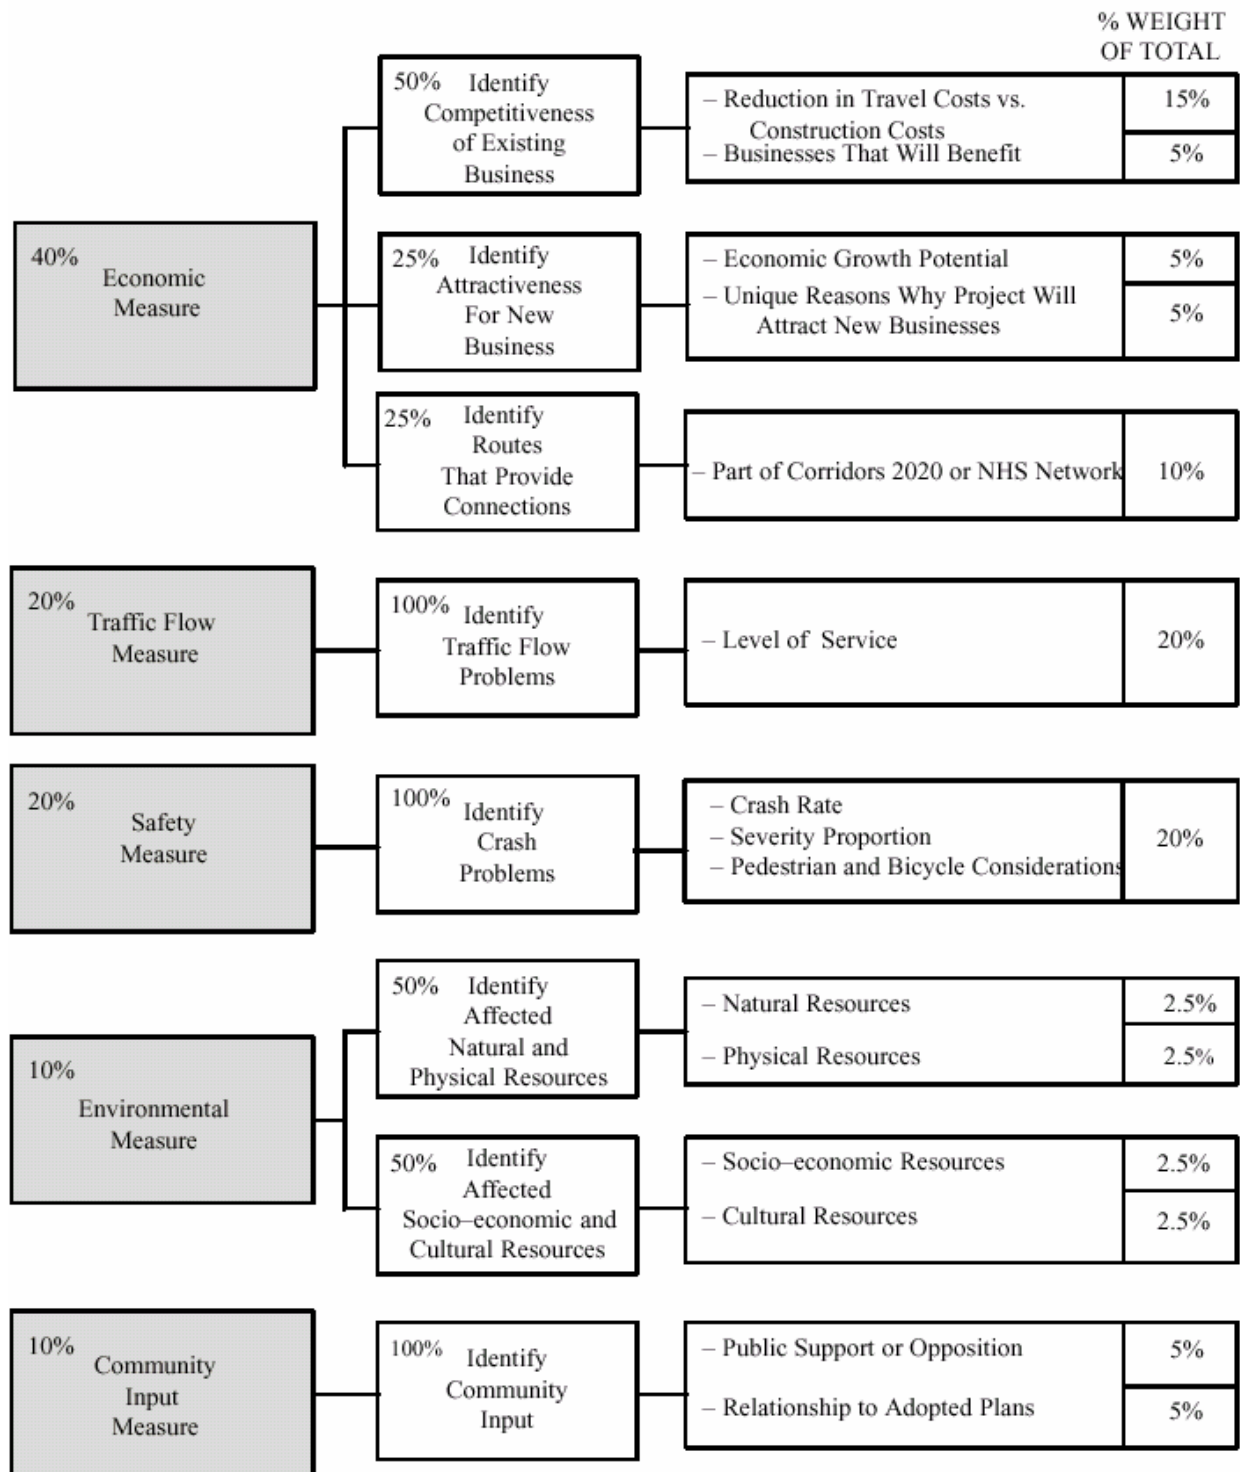 % WEIGHT
OF TOTAL
40%
Economic
Measure
50% Identify
Competitiveness
of Existing
Business
– Reduction in Travel Costs vs.
Construction Costs
15%
– Businesses That Will Benefit
5%
25% Identify
Attractiveness
For New
Business
– Economic Growth Potential
5%
– Unique Reasons Why Project Will
Attract New Businesses
5%
25% Identify
Routes
That Provide
Connections
– Part of Corridors 2020 or NHS Network
10%
20%
Traffic Flow
Measure
100% Identify
Traffic Flow
Problems
– Level of Service
20%
20%
Safety
Measure
100% Identify
Crash
Problems
– Crash Rate
– Severity Proportion
– Pedestrian and Bicycle Considerations
20%
10%
Environmental
Measure
50% Identify
Affected
Natural and
Physical Resources
– Natural Resources
2.5%
– Physical Resources
2.5%
50% Identify
Affected
Socio–economic and
Cultural Resources
– Socio–economic Resources
2.5%
– Cultural Resources
2.5%
10%
Community
Input
Measure
100% Identify
Community
Input
– Public Support or Opposition
5%
– Relationship to Adopted Plans
5%